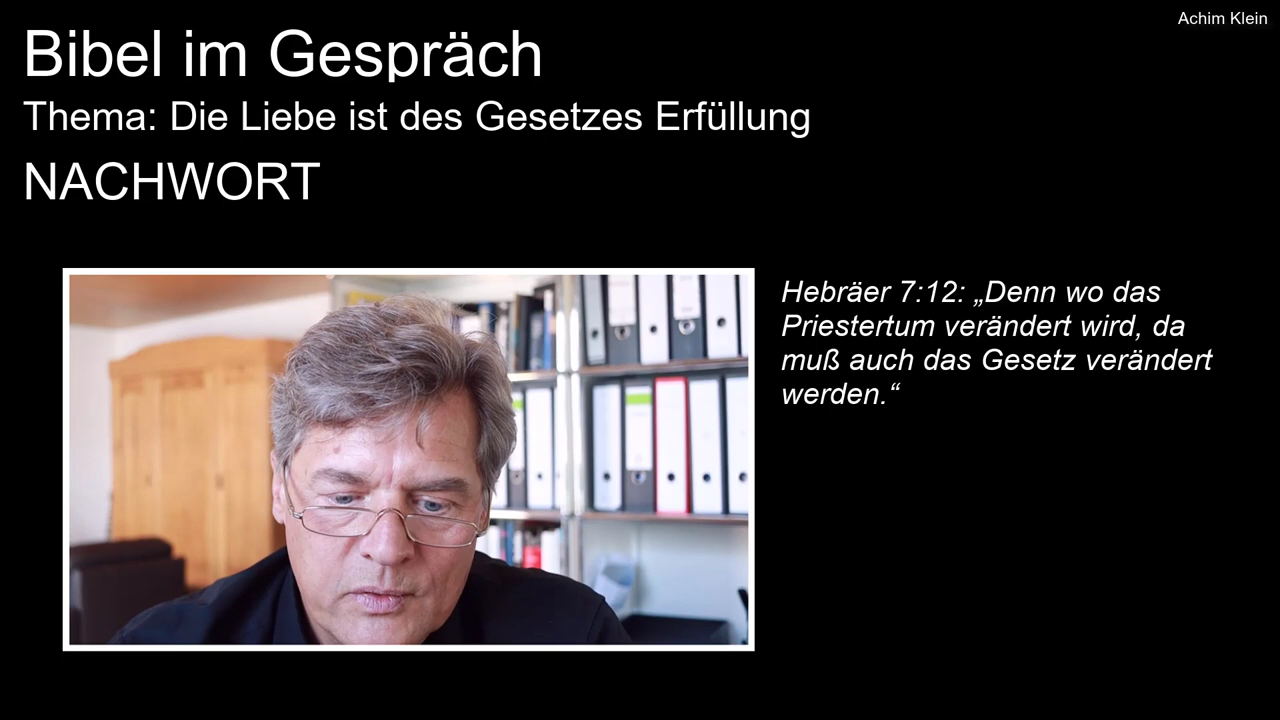 Achim Klein
Bibel im Gespräch
Thema: Die Liebe ist des Gesetzes Erfüllung
NACHWORT
Hebräer 7:12: „Denn wo das
Priestertum verändert wird, da
muß auch das Gesetz verändert
werden.“